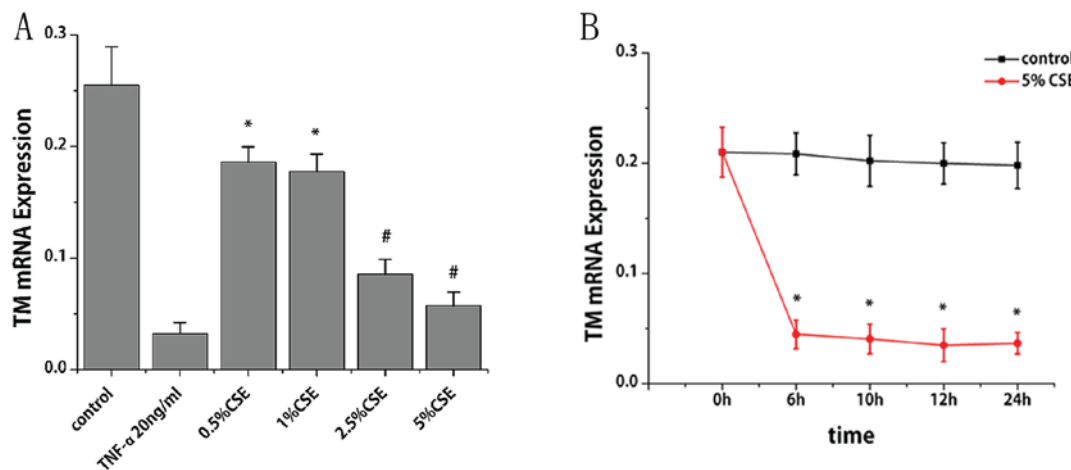 A
TM mRNA Expression
0.3
0.2
0.1
0.0
*
*
#
#
control
TNF-α 20ng/ml
0.5%CSE
1%CSE
2.5%CSE
5%CSE
B
TM mRNA Expression
0.3
0.2
0.1
0.0
control
5% CSE
*
*
*
*
0h
6h
10h
12h
24h
time